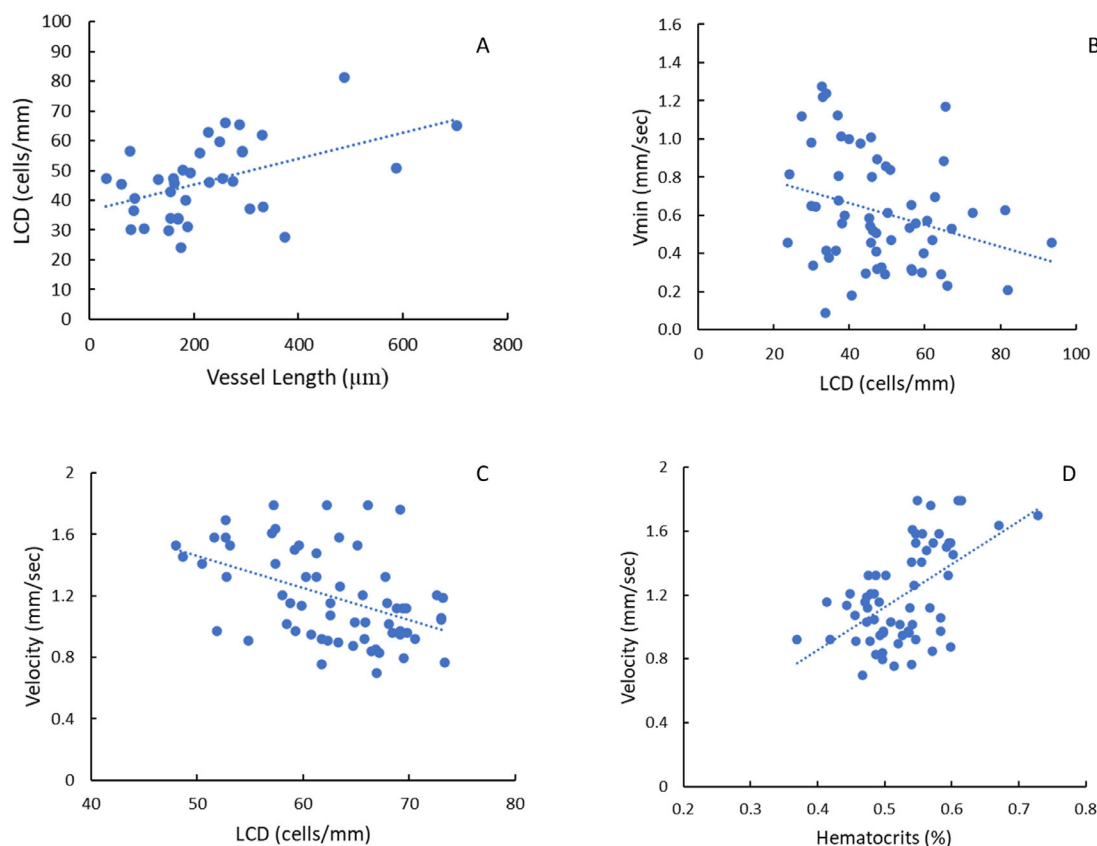 A
LCD (cells/mm)
100
90
80
70
60
50
40
30
20
10
0
0 200 400 600 800
Vessel Length (μm)
B
Vmin (mm/sec)
1.6
1.4
1.2
1.0
0.8
0.6
0.4
0.2
0.0
0 20 40 60 80 100
LCD (cells/mm)
C
Velocity (mm/sec)
2
1.6
1.2
0.8
0.4
0
40 50 60 70 80
LCD (cells/mm)
D
Velocity (mm/sec)
2
1.6
1.2
0.8
0.4
0
0.2 0.3 0.4 0.5 0.6 0.7 0.8
Hematocrits (%)